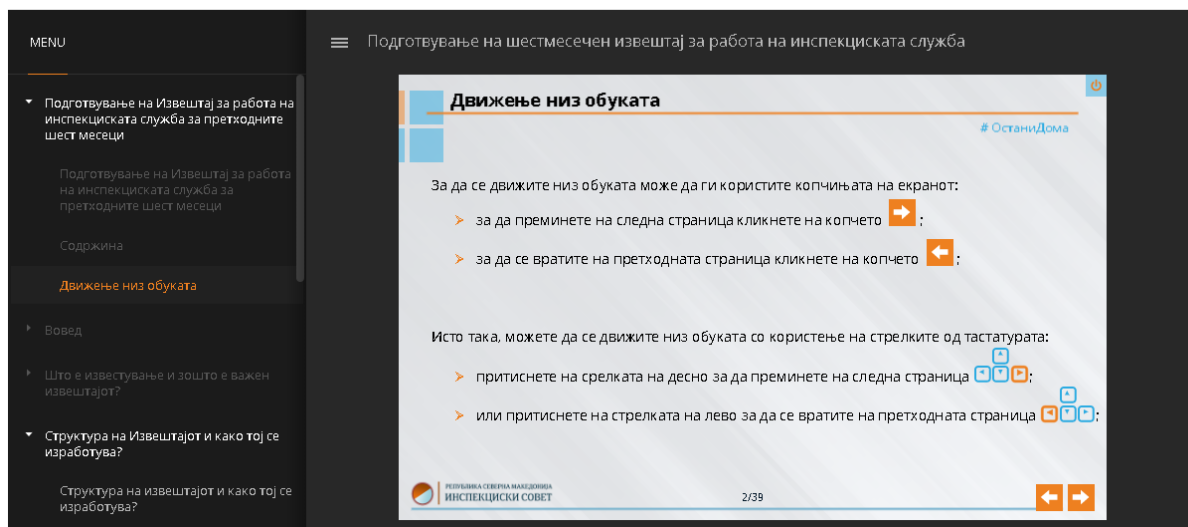 MENU
Подготвување на Извештај за работа на
инспекциската служба за претходните
шест месеци
Подготвување на Извештај за работа
на инспекциската служба за
претходните шест месеци
Содржина
Движење низ обуката
Вовед
Што е известување и зошто е важен
извештајот?
Структура на Извештајот и како тој се
изработува?
Структура на извештајот и како тој се
изработува?
Подготвување на шестмесечен извештај за работа на инспекциската служба
Движење низ обуката
# ОстаниДома
За да се движите низ обуката може да ги користите копчињата на екранот:
за да преминете на следна страница кликнете на копчето ;
за да се вратите на претходната страница кликнете на копчето ;
Исто така, можете да се движите низ обуката со користење на стрелките од тастатурата:
притиснете на срелката на десно за да преминете на следна страница ;
или притиснете на стрелката на лево за да се вратите на претходната страница ;
РЕПУБЛИКА СЕВЕРНА МАКЕДОНИЈА
ИНСПЕКЦИСКИ СОВЕТ
2/39